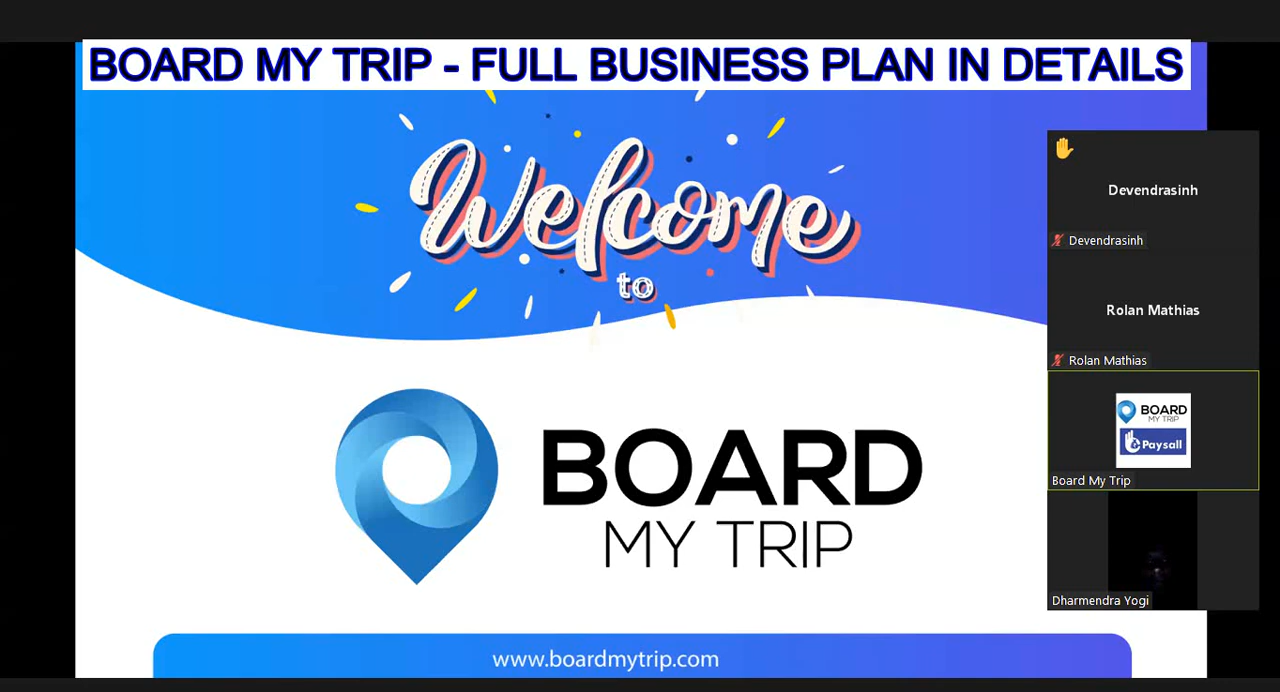 BOARD MY TRIP - FULL BUSINESS PLAN IN DETAILS
Welcome
to
BOARD
MY TRIP
www.boardmytrip.com
Devendrasinh
Devendrasinh
Rolan Mathias
Rolan Mathias
BOARD
MY TRIP
Paysall
Board My Trip
Dharmendra Yogi